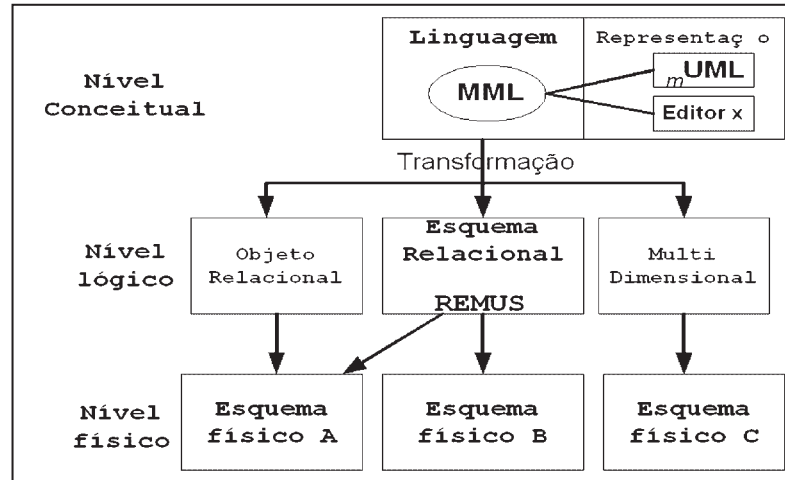 Linguagem
Representaç o
MML
mUML
Editor x
Nível
Conceitual
Transformação
Nível
lógico
Objeto
Relacional
Esquema
Relacional
REMUS
Multi
Dimensional
Nível
físico
Esquema
físico A
Esquema
físico B
Esquema
físico C